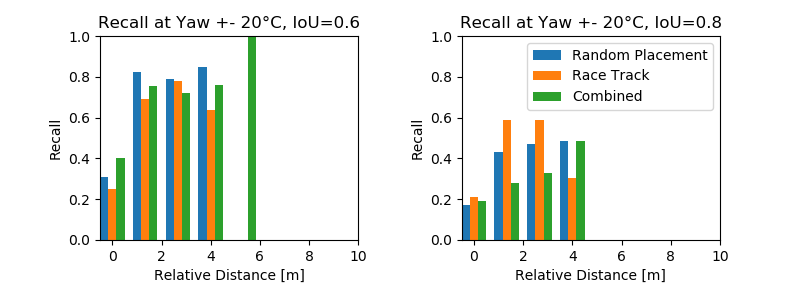 Recall at Yaw +- 20°C, IoU=0.6
1.0
0.8
0.6
0.4
0.2
0.0
Recall
0 2 4 6 8 10
Relative Distance [m]
Recall at Yaw +- 20°C, IoU=0.8
1.0
0.8
0.6
0.4
0.2
0.0
Recall
Random Placement
Race Track
Combined
0 2 4 6 8 10
Relative Distance [m]